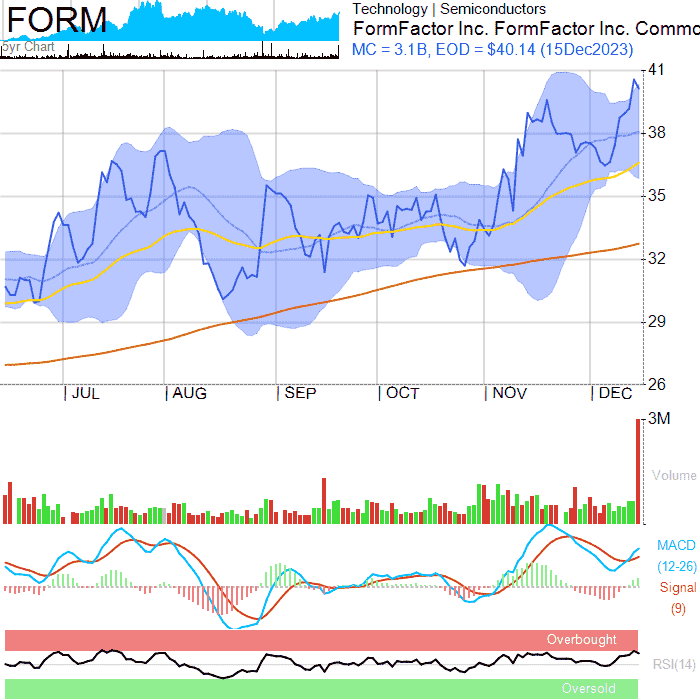 FORM
5yr Chart
Technology | Semiconductors
FormFactor Inc. FormFactor Inc. Commo
MC = 3.1B, EOD = $40.14 (15Dec2023)
41
38
35
32
29
26
JUL
AUG
SEP
OCT
NOV
DEC
3M
Volume
MACD
(12-26)
Signal
(9)
Overbought
RSI(14)
Oversold